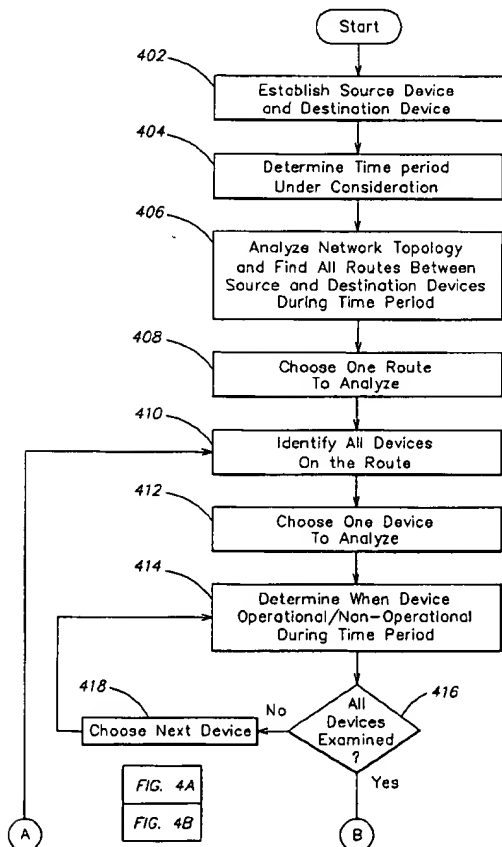 Start
402
Establish Source Device
and Destination Device
404
Determine Time period
Under Consideration
406
Analyze Network Topology
and Find All Routes Between
Source and Destination Devices
During Time Period
408
Choose One Route
To Analyze
410
Identify All Devices
On the Route
412
Choose One Device
To Analyze
414
Determine When Device
Operational/Non-Operational
During Time Period
416
All
Devices
Examined
?
No
418
Choose Next Device
Yes
FIG. 4A
FIG. 4B
A
B